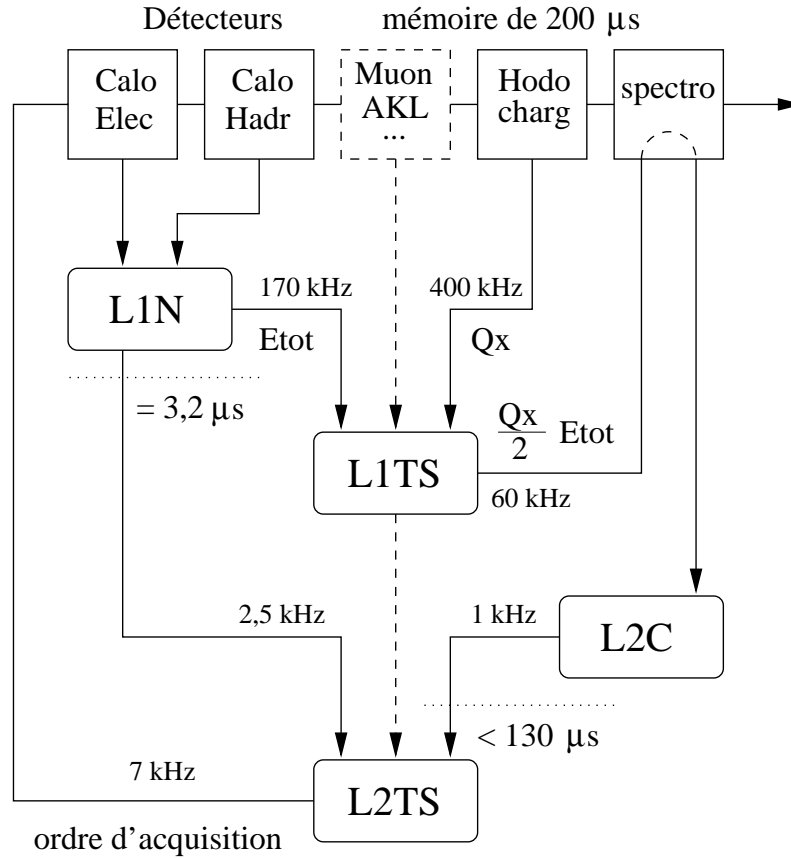 Détecteurs
mémoire de 200 µs
Calo
Elec
Calo
Hadr
Muon
AKL
...
Hodo
charg
spectro
L1N
170 kHz
Etot
400 kHz
Qx
= 3,2 µs
L1TS
Qx
2
Etot
60 kHz
2,5 kHz
1 kHz
L2C
< 130 µs
L2TS
7 kHz
ordre d'acquisition